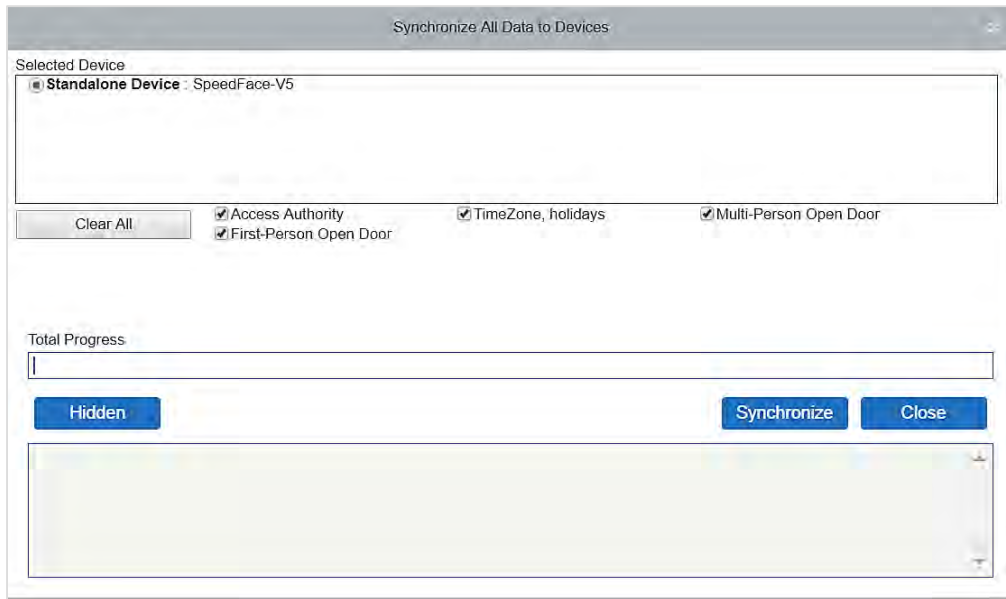 Synchronize All Data to Devices
Selected Device
Standalone Device : SpeedFace-V5
Clear All
Access Authority
TimeZone, holidays
Multi-Person Open Door
First-Person Open Door
Total Progress
Hidden
Synchronize
Close